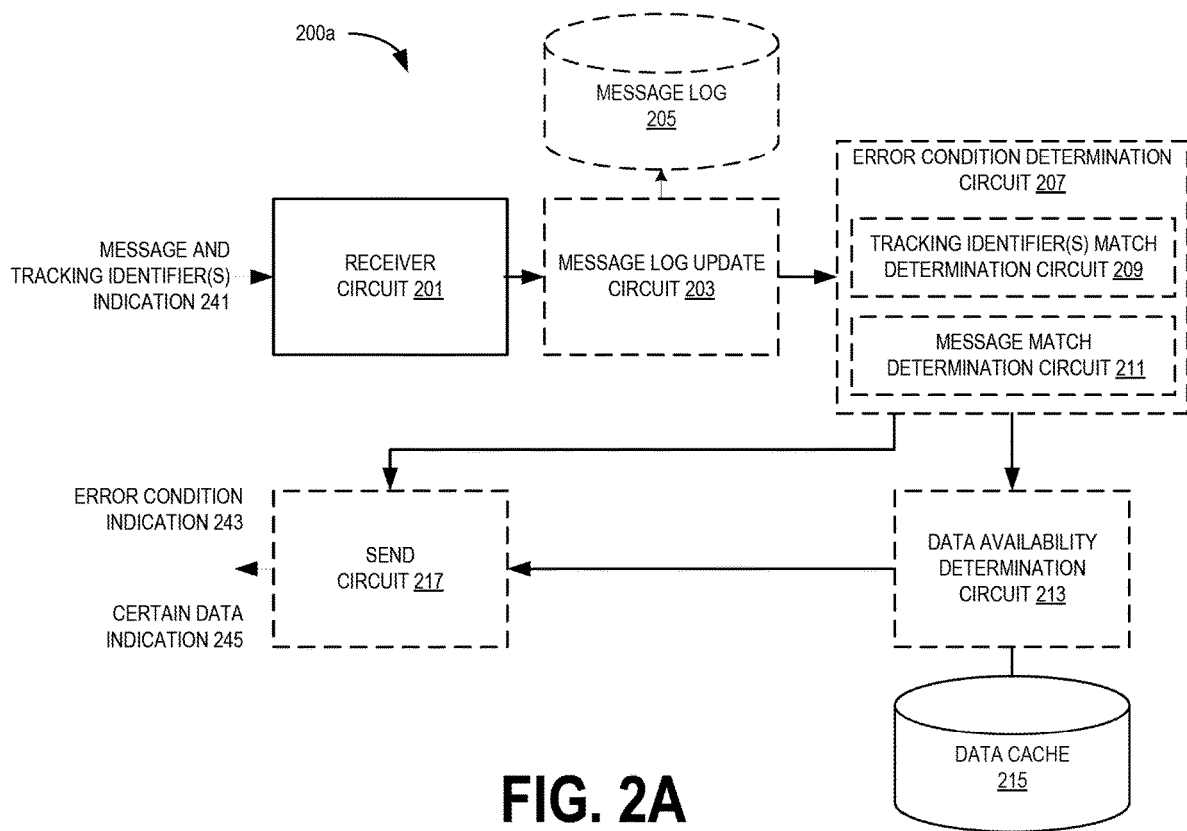 200a
MESSAGE LOG
205
MESSAGE AND
TRACKING IDENTIFIER(S)
INDICATION 241
RECEIVER
CIRCUIT 201
MESSAGE LOG UPDATE
CIRCUIT 203
ERROR CONDITION DETERMINATION
CIRCUIT 207
TRACKING IDENTIFIER(S) MATCH
DETERMINATION CIRCUIT 209
MESSAGE MATCH
DETERMINATION CIRCUIT 211
ERROR CONDITION
INDICATION 243
CERTAIN DATA
INDICATION 245
SEND
CIRCUIT 217
DATA AVAILABILITY
DETERMINATION
CIRCUIT 213
DATA CACHE
215
FIG. 2A